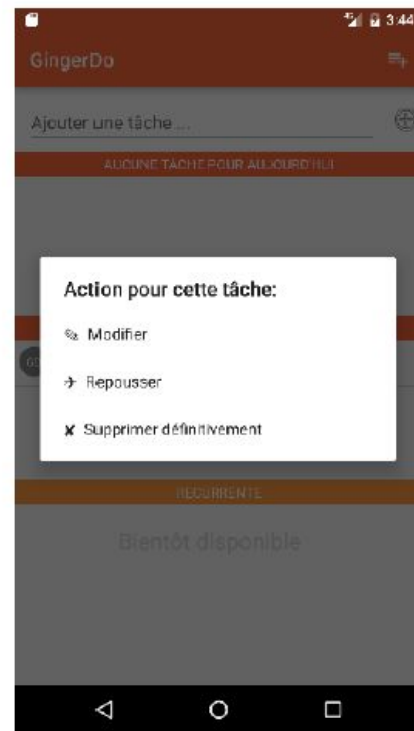 3:44
GingerDo
Ajouter une tâche ...
AUCUNE TÂCHE POUR AUJOURD'HUI
Action pour cette tâche:
✎ Modifier
✈ Repousser
✘ Supprimer définitivement
RECURRENTE
Bientôt disponible